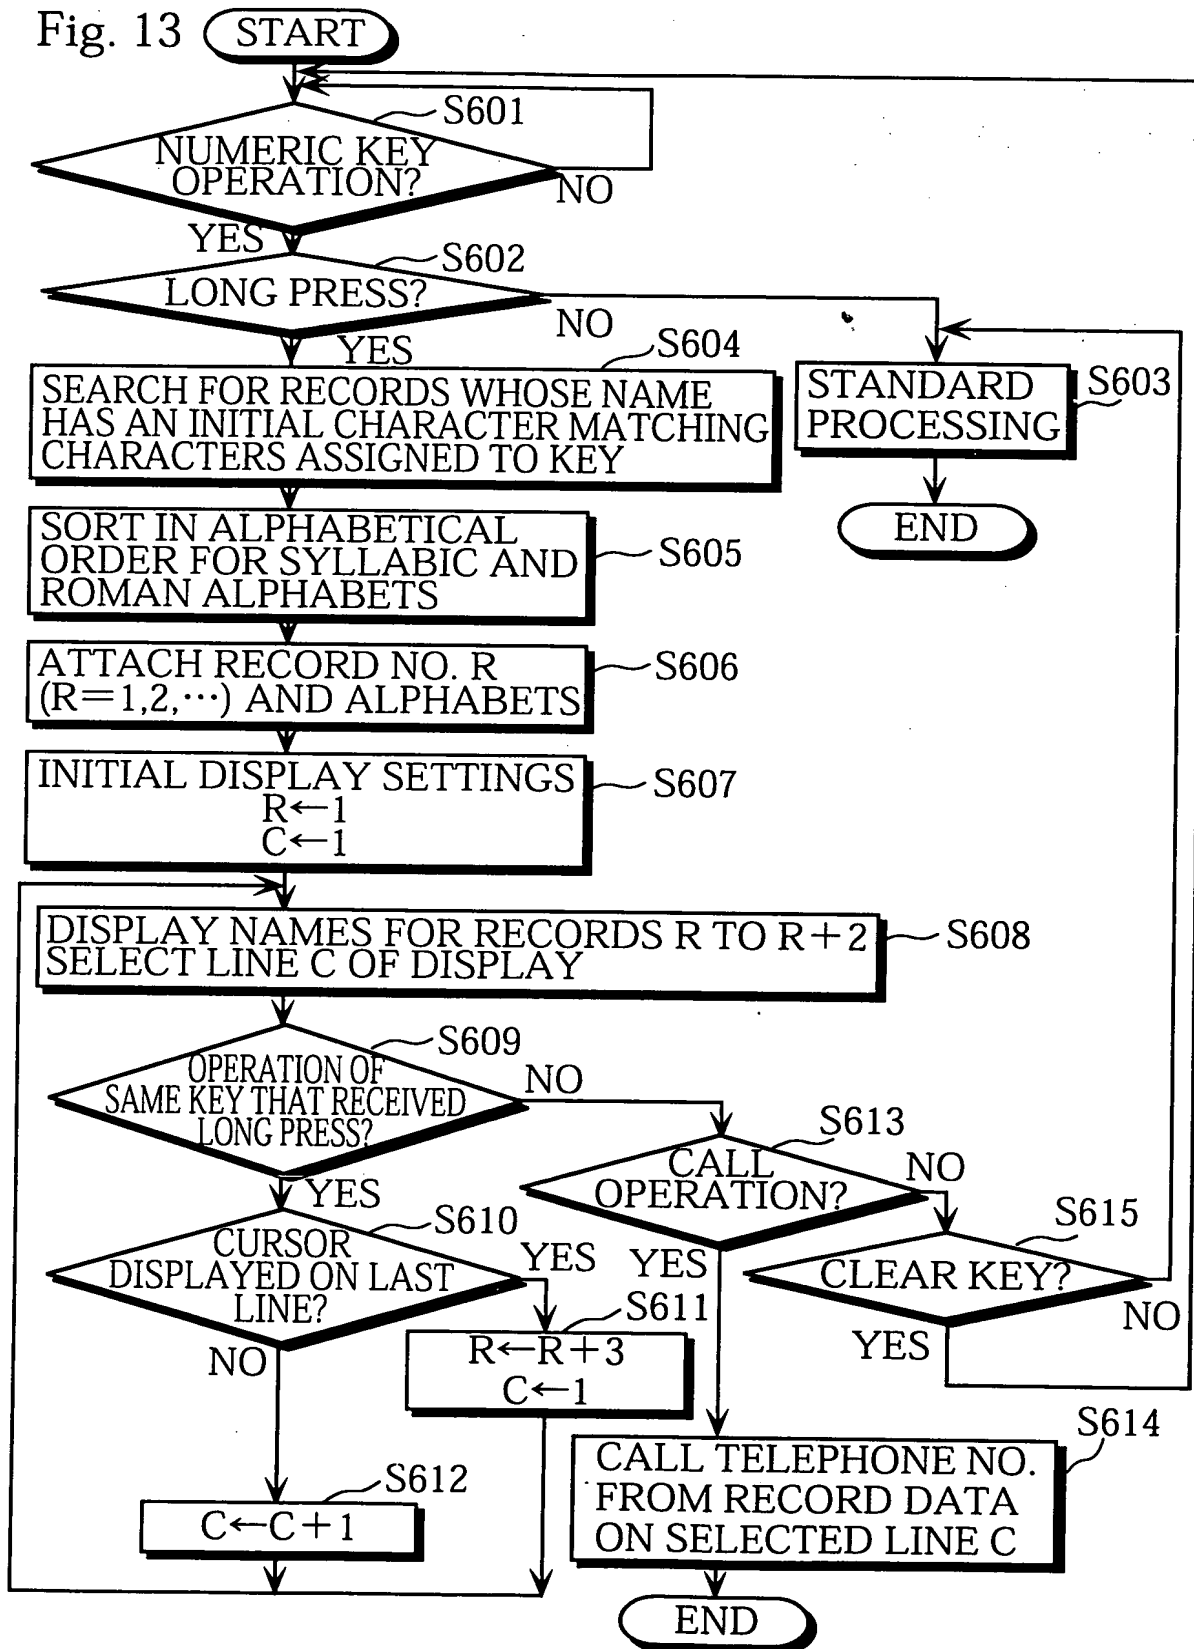 Fig. 13
START
S601
NUMERIC KEY
OPERATION?
NO
YES
S602
LONG PRESS?
NO
YES
S604
SEARCH FOR RECORDS WHOSE NAME
HAS AN INITIAL CHARACTER MATCHING
CHARACTERS ASSIGNED TO KEY
STANDARD
PROCESSING
S603
END
SORT IN ALPHABETICAL
ORDER FOR SYLLABIC AND
ROMAN ALPHABETS
S605
ATTACH RECORD NO. R
(R=1,2,⋯) AND ALPHABETS
S606
INITIAL DISPLAY SETTINGS
R←1
C←1
S607
DISPLAY NAMES FOR RECORDS R TO R+2
SELECT LINE C OF DISPLAY
S608
S609
OPERATION OF
SAME KEY THAT RECEIVED
LONG PRESS?
NO
YES
S613
CALL
OPERATION?
NO
YES
S610
CURSOR
DISPLAYED ON LAST
LINE?
YES
NO
S615
CLEAR KEY?
NO
YES
S611
R←R+3
C←1
S612
C←C+1
S614
CALL TELEPHONE NO.
FROM RECORD DATA
ON SELECTED LINE C
END